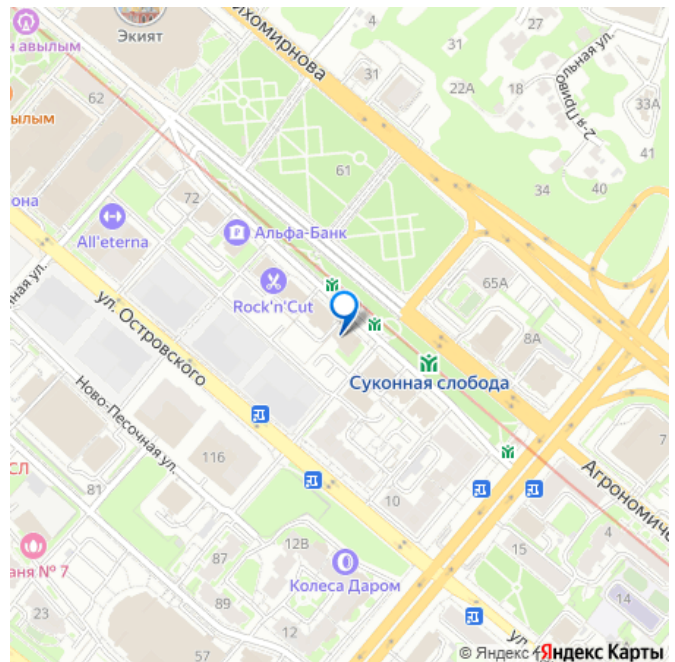 Экият
ихомирнова
4
27
31
31
22А
18
2-я Привольная ул.
33А
41
34
40
н авылым
62
ылым
61
72
она
All'eterna
Альфа-Банк
Rock'n'Cut
65А
8А
ная ул.
ул. Островского
Суконная слобода
Ново-Песочная ул.
116
СЛ
81
10
7
Агрономиче
87
12В
15
4
аня № 7
Колеса Даром
89
14
23
12
ул.
© Яндекс
Яндекс Карты